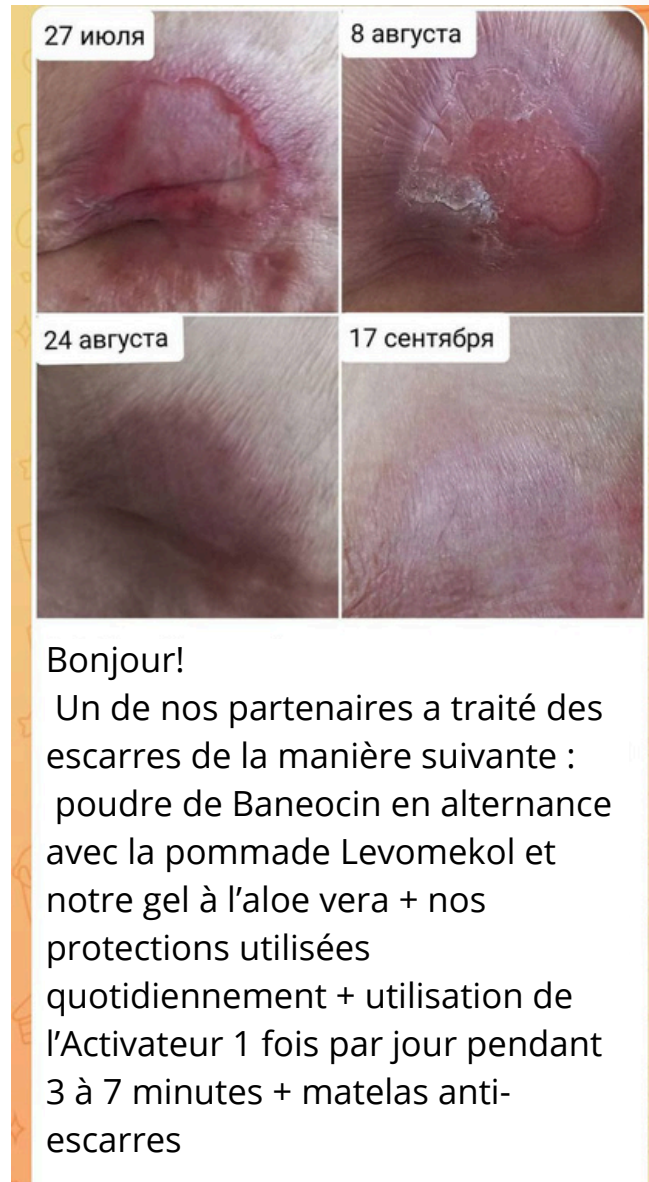 27 июля
8 августа
24 августа
17 сентября
Bonjour!
Un de nos partenaires a traité des
escarres de la manière suivante :
poudre de Baneocin en alternance
avec la pommade Levomekol et
notre gel à l’aloe vera + nos
protections utilisées
quotidiennement + utilisation de
l’Activateur 1 fois par jour pendant
3 à 7 minutes + matelas anti-
escarres